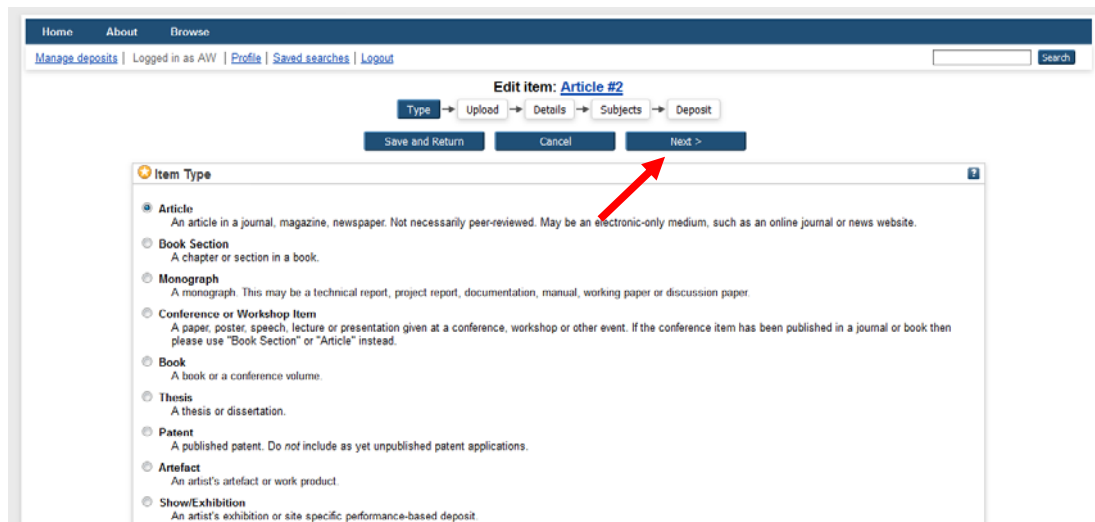 Home About Browse
Manage deposits | Logged in as AW | Profile | Saved searches | Logout Search
Edit item: Article #2
Type Upload Details Subjects Deposit
Save and Return Cancel Next >
Item Type ?
Article
An article in a journal, magazine, newspaper. Not necessarily peer-reviewed. May be an electronic-only medium, such as an online journal or news website.
Book Section
A chapter or section in a book.
Monograph
A monograph. This may be a technical report, project report, documentation, manual, working paper or discussion paper.
Conference or Workshop Item
A paper, poster, speech, lecture or presentation given at a conference, workshop or other event. If the conference item has been published in a journal or book then
please use "Book Section" or "Article" instead.
Book
A book or a conference volume.
Thesis
A thesis or dissertation.
Patent
A published patent. Do not include as yet unpublished patent applications.
Artefact
An artist's artefact or work product.
Show/Exhibition
An artist's exhibition or site specific performance-based deposit.